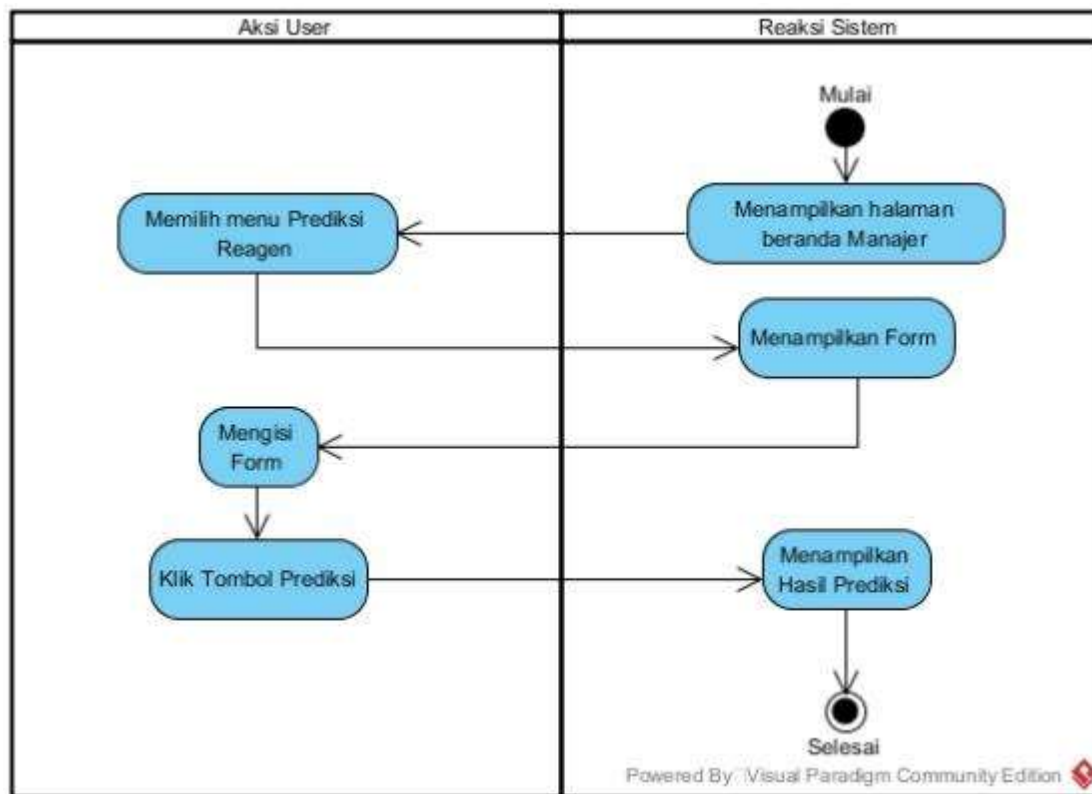 Aksi User
Reaksi Sistem
Mulai
Menampilkan halaman
beranda Manajer
Memilih menu Prediksi
Reagen
Menampilkan Form
Mengisi
Form
Klik Tombol Prediksi
Menampilkan
Hasil Prediksi
Selesai
Powered By Visual Paradigm Community Edition